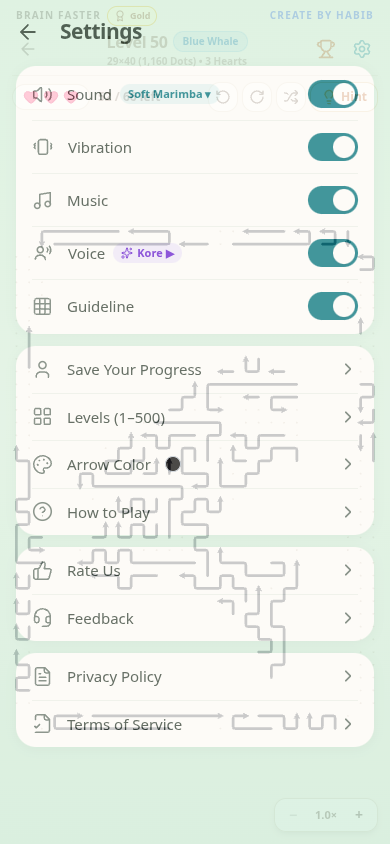 BRAIN FASTER Gold CREATE BY HABIB
Settings
Level 50 Blue Whale
29×40 (1,160 Dots) • 3 Hearts
Sound Soft Marimba ▾ Hint
Vibration
Music
Voice Kore ▶
Guideline
Save Your Progress
Levels (1–500)
Arrow Color
How to Play
Rate Us
Feedback
Privacy Policy
Terms of Service
− 1.0× +